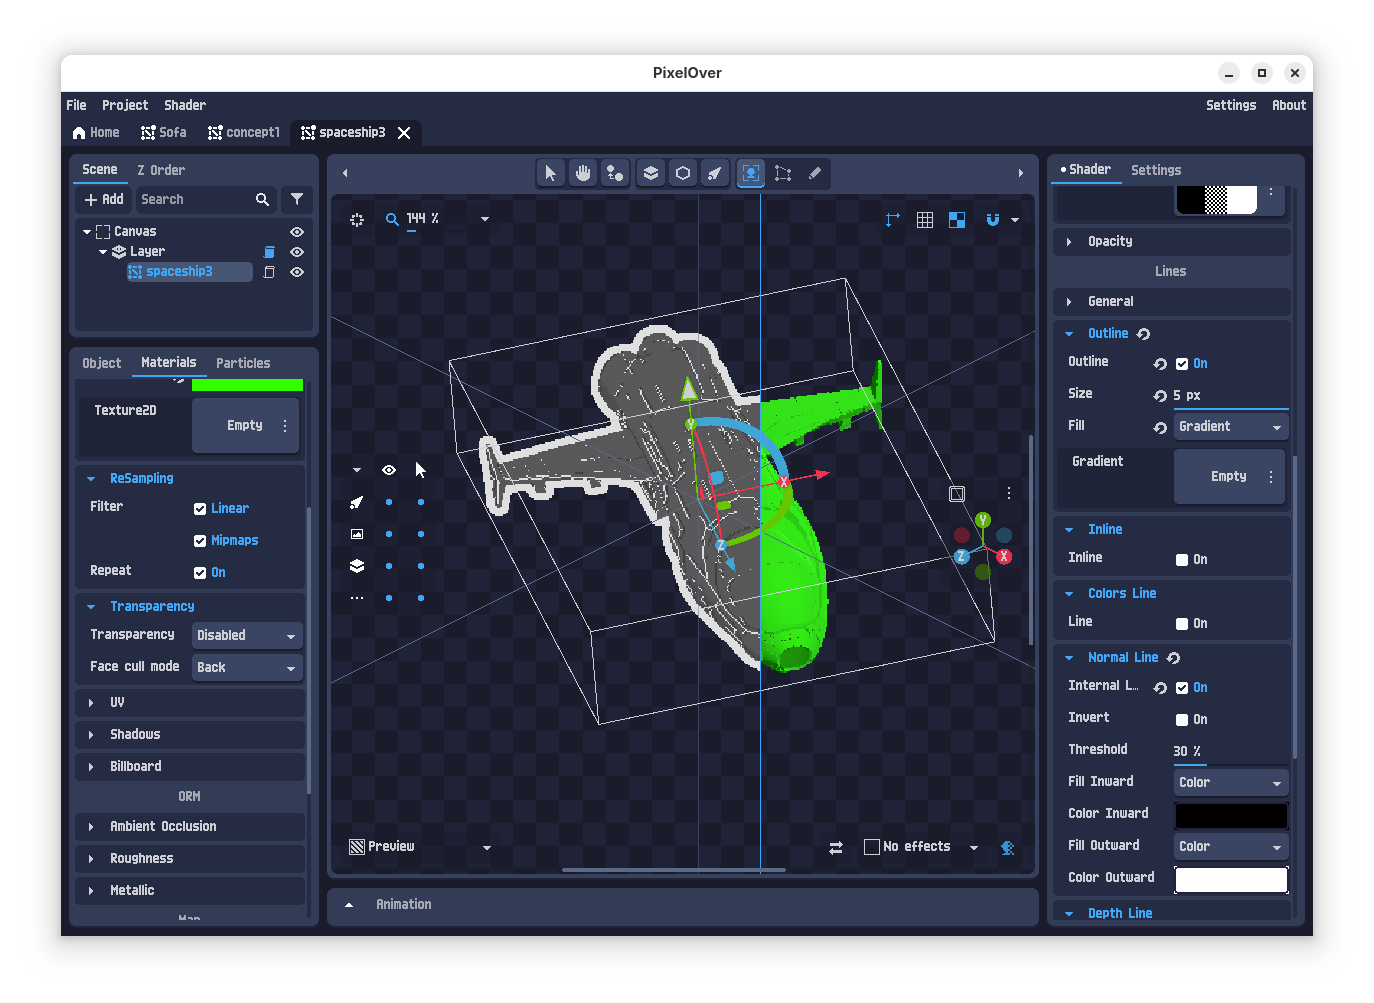 PixelOver
File Project Shader Settings About
Home Sofa concept1 spaceship3
Scene Z Order
+ Add Search
Canvas
Layer
spaceship3
Object Materials Particles
Texture2D Empty
ReSampling
Filter Linear
Mipmaps
Repeat On
Transparency
Transparency Disabled
Face cull mode Back
UV
Shadows
Billboard
ORM
Ambient Occlusion
Roughness
Metallic
Map
144 %
Y
X
Z
Y
Z
X
Preview
No effects
Animation
Shader Settings
Opacity
Lines
General
Outline
Outline On
Size 5 px
Fill Gradient
Gradient Empty
Inline
Inline On
Colors Line
Line On
Normal Line
Internal L… On
Invert On
Threshold 30 %
Fill Inward Color
Color Inward
Fill Outward Color
Color Outward
Depth Line